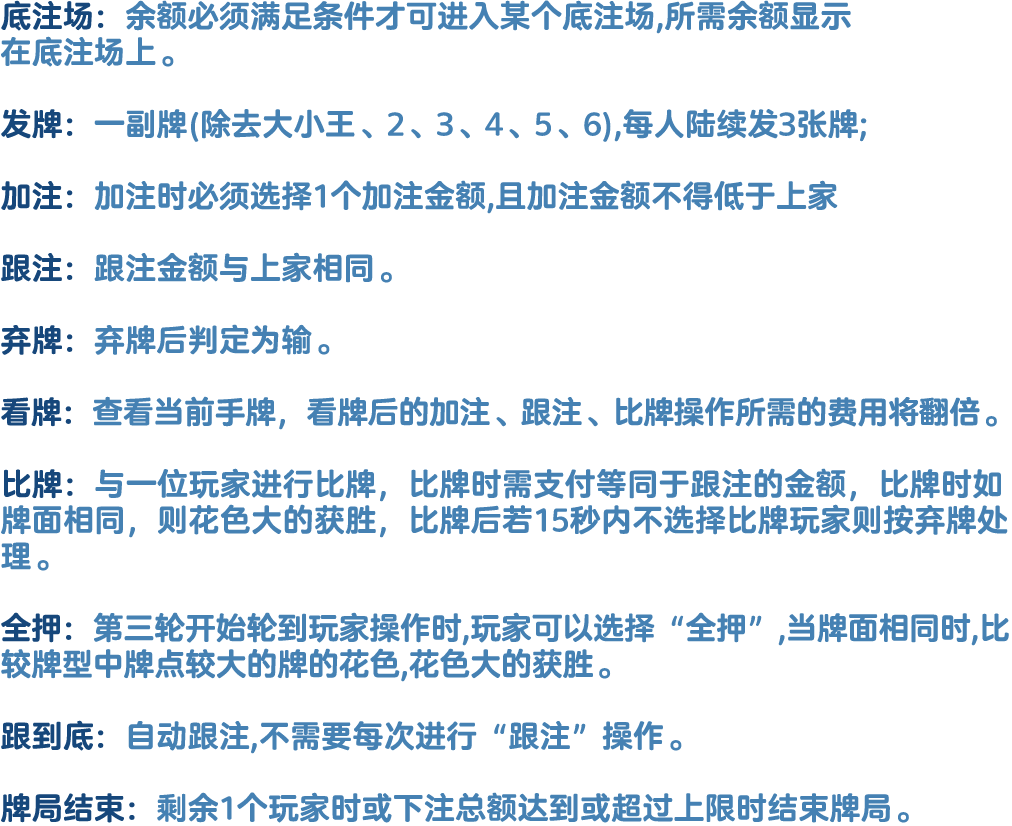 底注场：余额必须满足条件才可进入某个底注场,所需余额显示
在底注场上。
发牌：一副牌(除去大小王、2、3、4、5、6),每人陆续发3张牌;
加注：加注时必须选择1个加注金额,且加注金额不得低于上家
跟注：跟注金额与上家相同。
弃牌：弃牌后判定为输。
看牌：查看当前手牌，看牌后的加注、跟注、比牌操作所需的费用将翻倍。
比牌：与一位玩家进行比牌，比牌时需支付等同于跟注的金额，比牌时如
牌面相同，则花色大的获胜，比牌后若15秒内不选择比牌玩家则按弃牌处
理。
全押：第三轮开始轮到玩家操作时,玩家可以选择“全押”,当牌面相同时,比
较牌型中牌点较大的牌的花色,花色大的获胜。
跟到底：自动跟注,不需要每次进行“跟注”操作。
牌局结束：剩余1个玩家时或下注总额达到或超过上限时结束牌局。